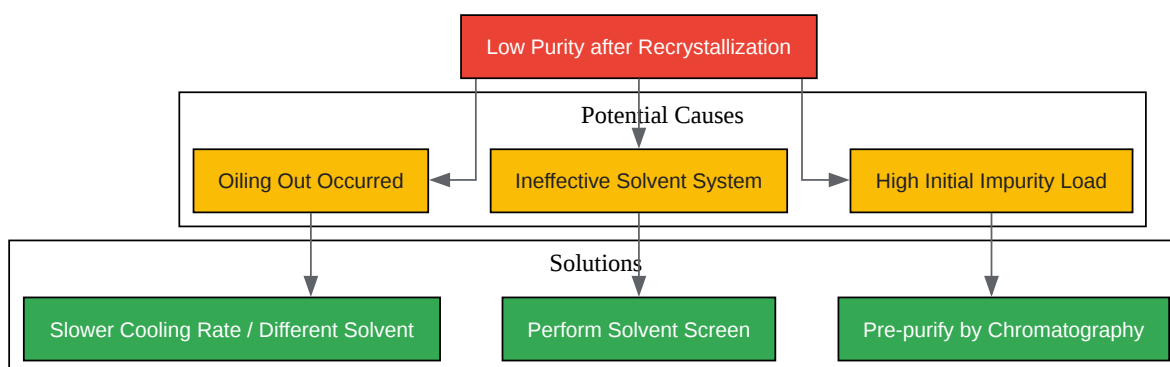 Low Purity after Recrystallization
Potential Causes
Oiling Out Occurred
Ineffective Solvent System
High Initial Impurity Load
Solutions
Slower Cooling Rate / Different Solvent
Perform Solvent Screen
Pre-purify by Chromatography